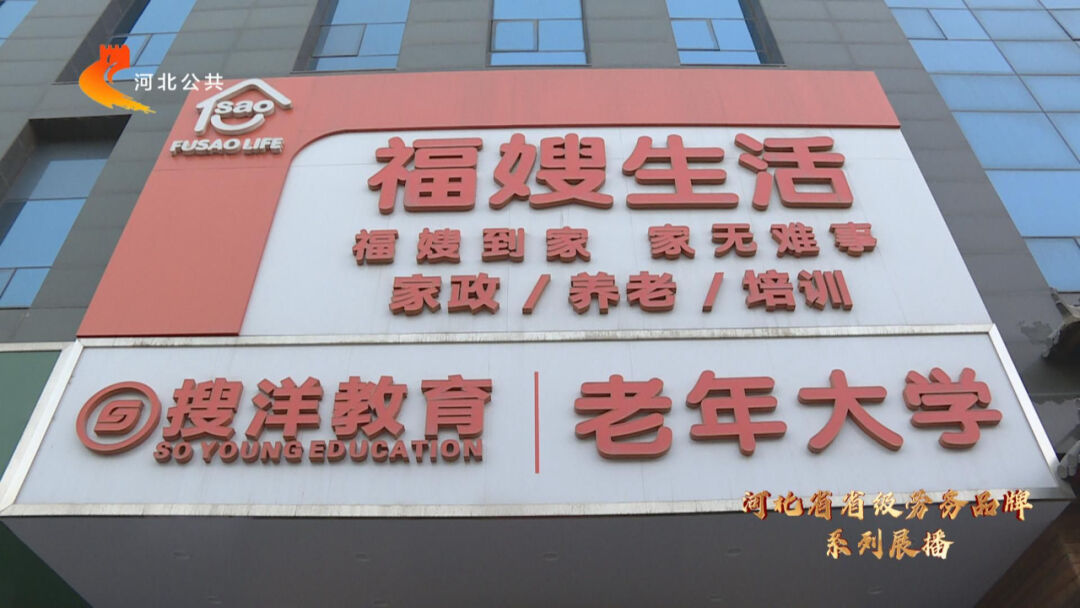 河北公共
sao
FUSAO LIFE
福嫂生活
福嫂到家 家无难事
家政/养老/培训
搜洋教育 老年大学
SO YOUNG EDUCATION
河北省省级劳务品牌
系列展播